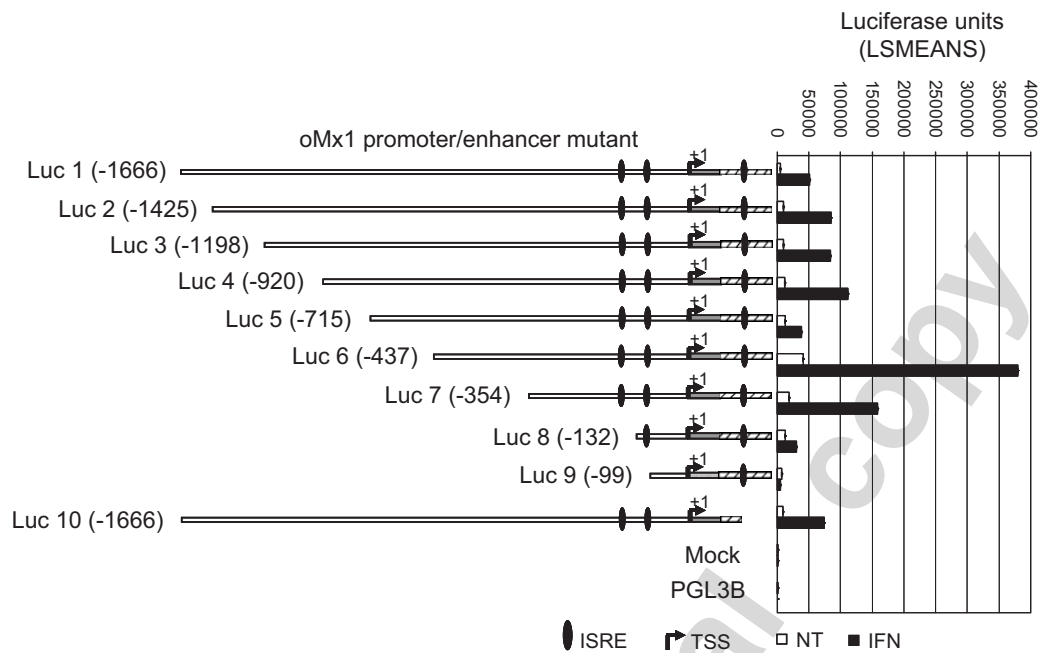 Luciferase units
(LSMEANS)
0
50000
100000
150000
200000
250000
300000
350000
400000
oMx1 promoter/enhancer mutant
Luc 1 (-1666)
+1
Luc 2 (-1425)
+1
Luc 3 (-1198)
+1
Luc 4 (-920)
+1
Luc 5 (-715)
+1
Luc 6 (-437)
+1
Luc 7 (-354)
+1
Luc 8 (-132)
+1
Luc 9 (-99)
+1
Luc 10 (-1666)
+1
Mock
PGL3B
ISRE
TSS
NT
IFN
copy